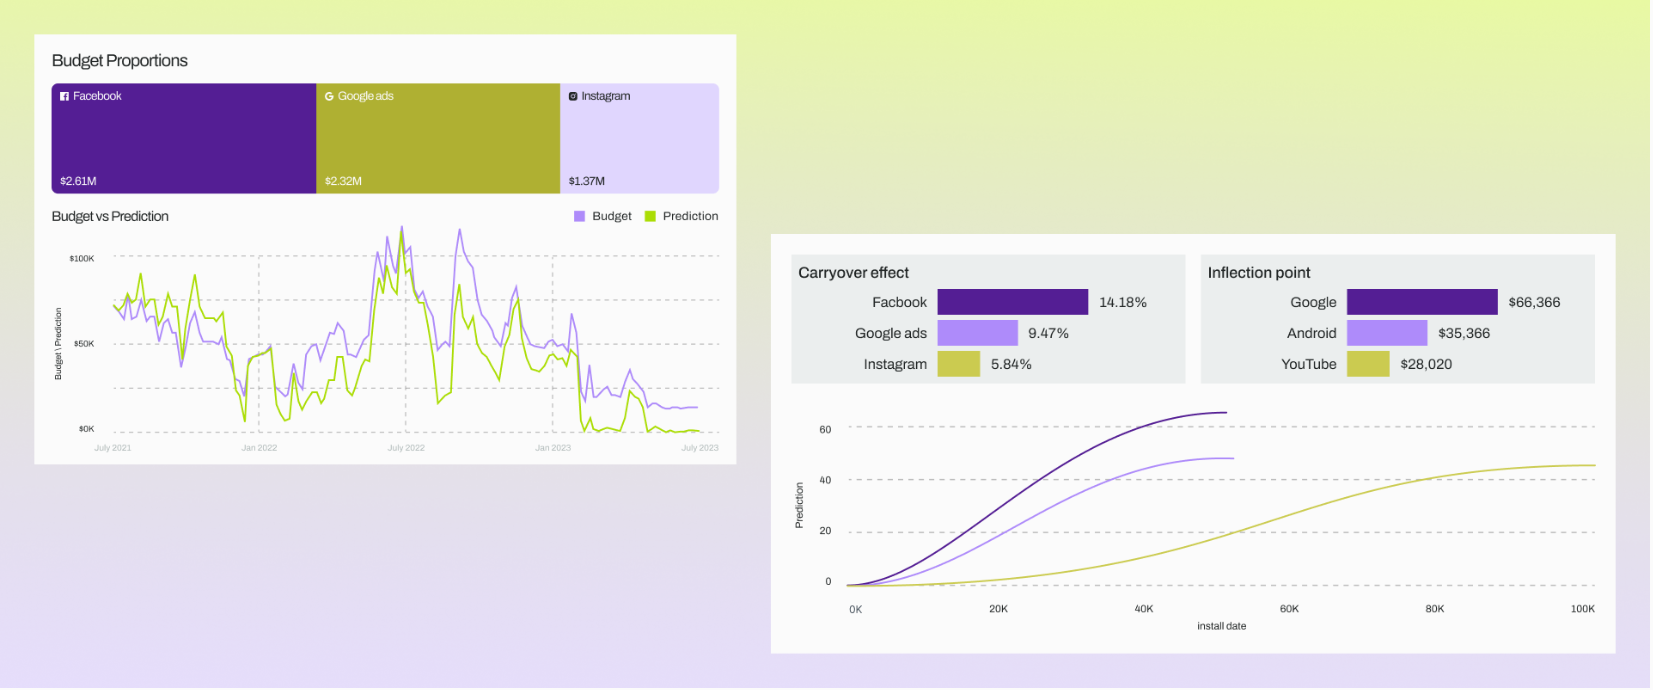 Budget Proportions
Facebook
Google ads
Instagram
$2.61M
$2.32M
$1.37M
Budget vs Prediction
Budget
Prediction
$100K
$50K
$0K
Budget \ Prediction
July 2021
Jan 2022
July 2022
Jan 2023
July 2023
Carryover effect
Facbook
14.18%
Google ads
9.47%
Instagram
5.84%
Inflection point
Google
$66,366
Android
$35,366
YouTube
$28,020
60
40
20
0
Prediction
0K
20K
40K
60K
80K
100K
install date